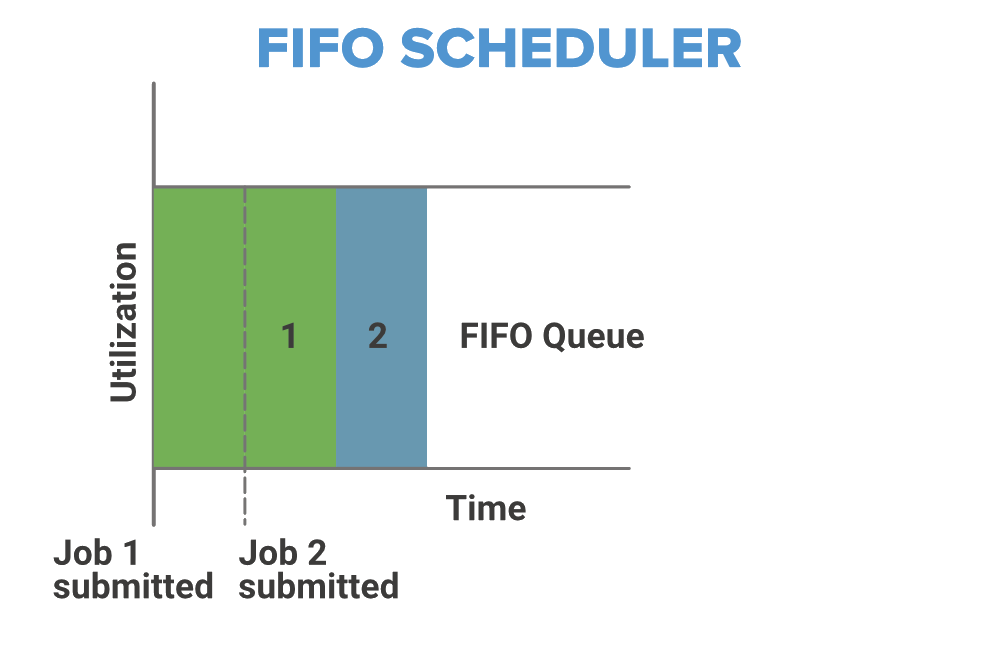 FIFO SCHEDULER
Utilization
1
2
FIFO Queue
Time
Job 1
submitted
Job 2
submitted